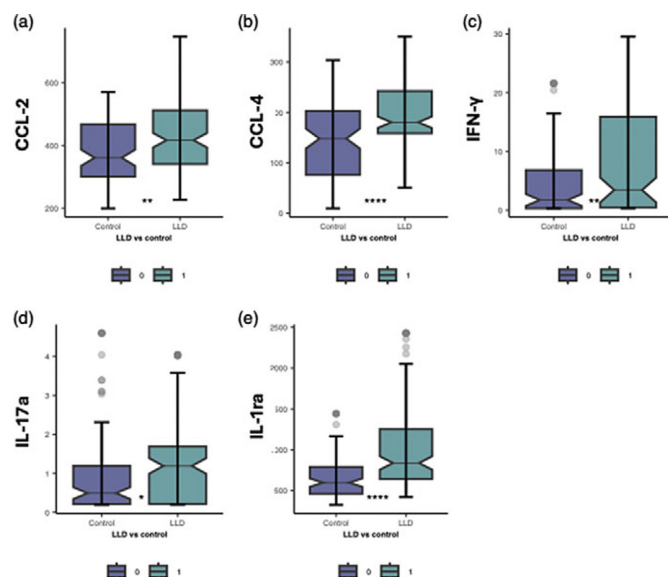 (a)
CCL-2
600
400
200
**
Control
LLD
LLD vs control
0
1
(b)
CCL-4
300
20
100
0
****
Control
LLD
LLD vs control
0
1
(c)
IFN-γ
30
20
10
0
**
Control
LLD
LLD vs control
0
1
(d)
IL-17a
4
3
2
1
0
*
Control
LLD
LLD vs control
0
1
(e)
IL-1ra
2500
2000
500
500
****
Control
LLD
LLD vs control
0
1